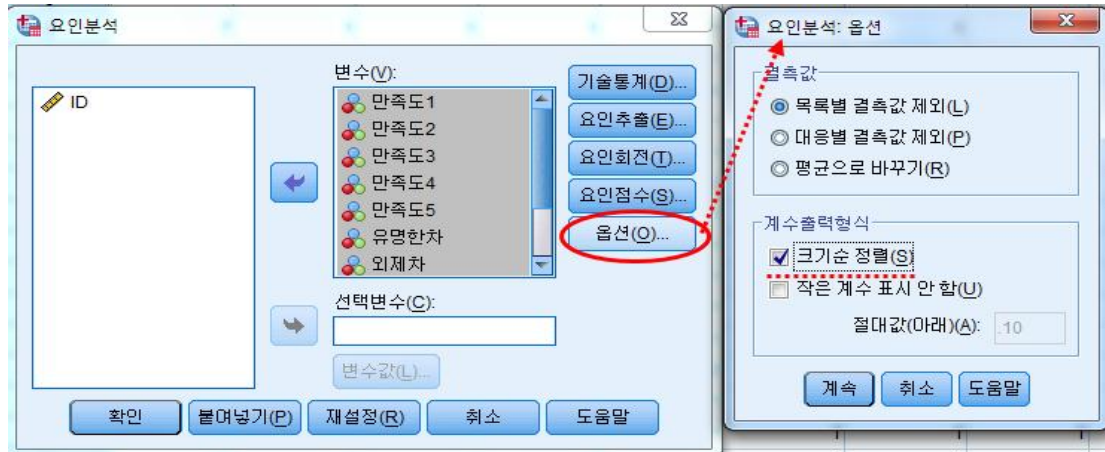 요인분석
ID
변수(V):
만족도1
만족도2
만족도3
만족도4
만족도5
유명한차
외제차
선택변수(C):
변수값(L)...
기술통계(D)...
요인추출(E)...
요인회전(T)...
요인점수(S)...
옵션(O)...
확인
붙여넣기(P)
재설정(R)
취소
도움말
요인분석: 옵션
결측값
목록별 결측값 제외(L)
대응별 결측값 제외(P)
평균으로 바꾸기(R)
계수출력형식
크기순 정렬(S)
작은 계수 표시 안 함(U)
절대값(아래)(A): .10
계속
취소
도움말